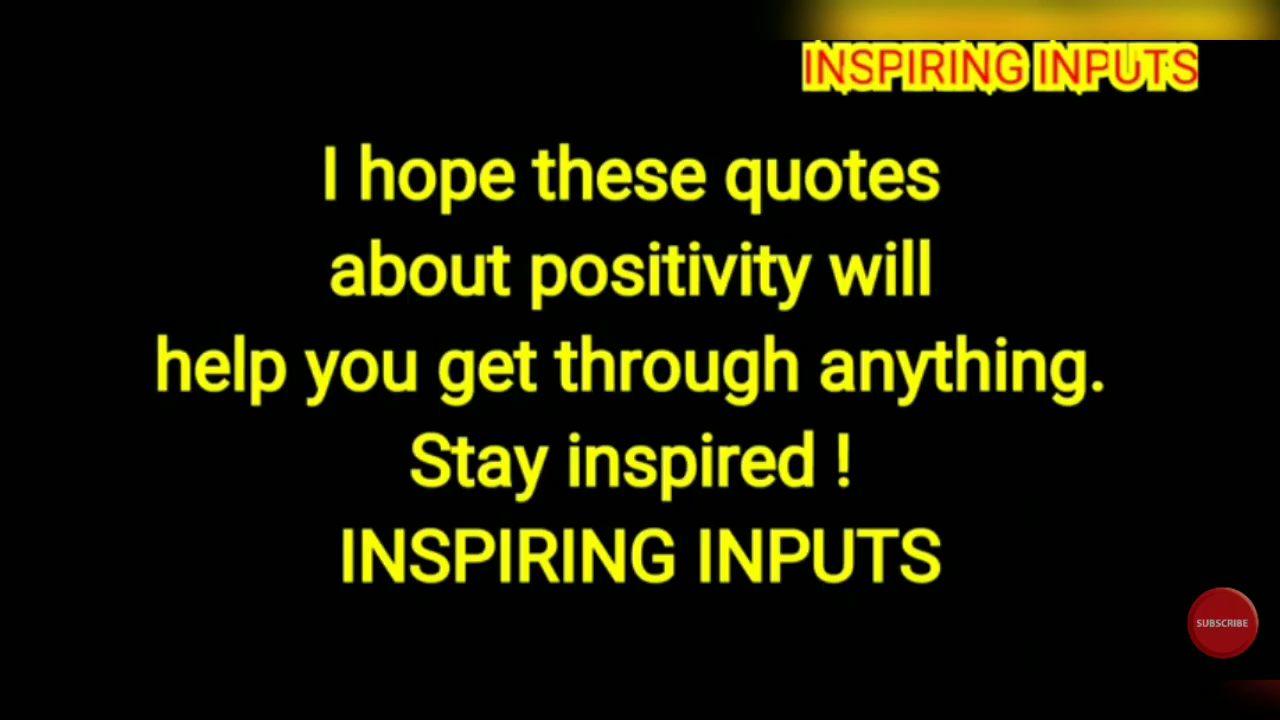 INSPIRING INPUTS
I hope these quotes
about positivity will
help you get through anything.
Stay inspired !
INSPIRING INPUTS
SUBSCRIBE